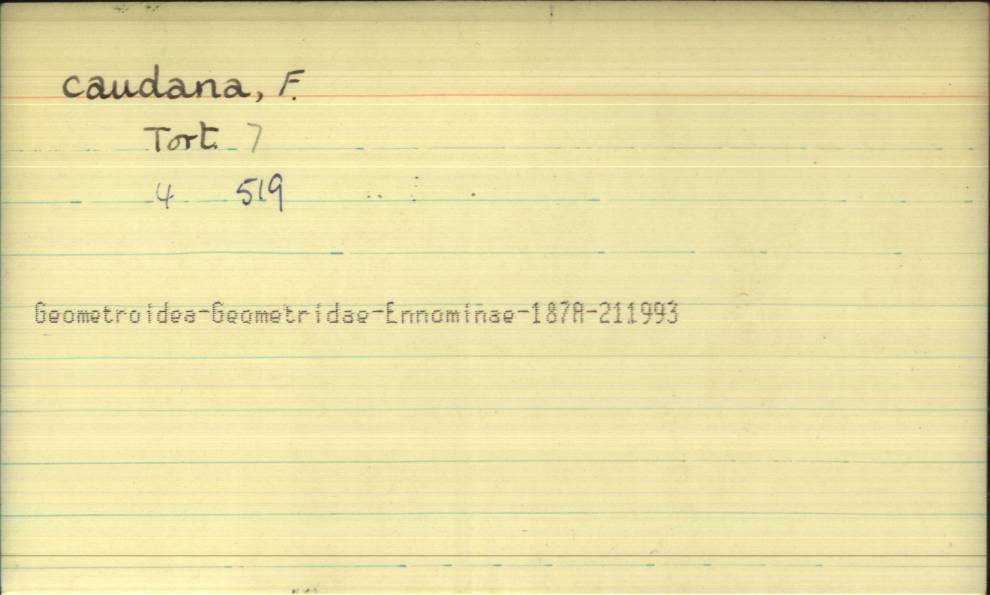 caudana, F.
Tort. 7
4 519
Geometroidea-Geometridae-Ennominae-187A-211993